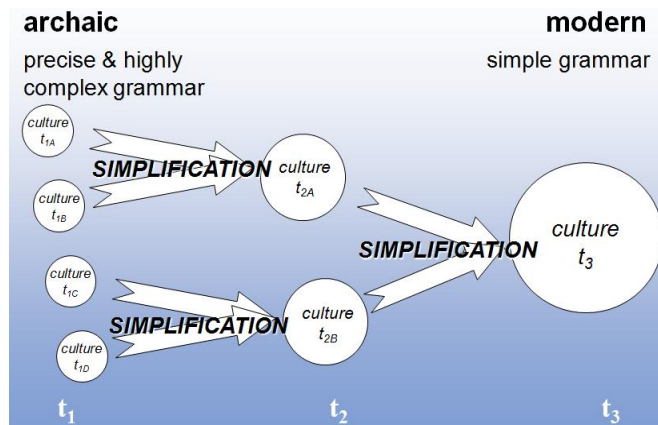 archaic
modern
precise & highly
complex grammar
simple grammar
culture
t1A
SIMPLIFICATION
culture
t2A
culture
t1B
culture
t3
SIMPLIFICATION
culture
t1C
SIMPLIFICATION
culture
t2B
culture
t1D
t1
t2
t3